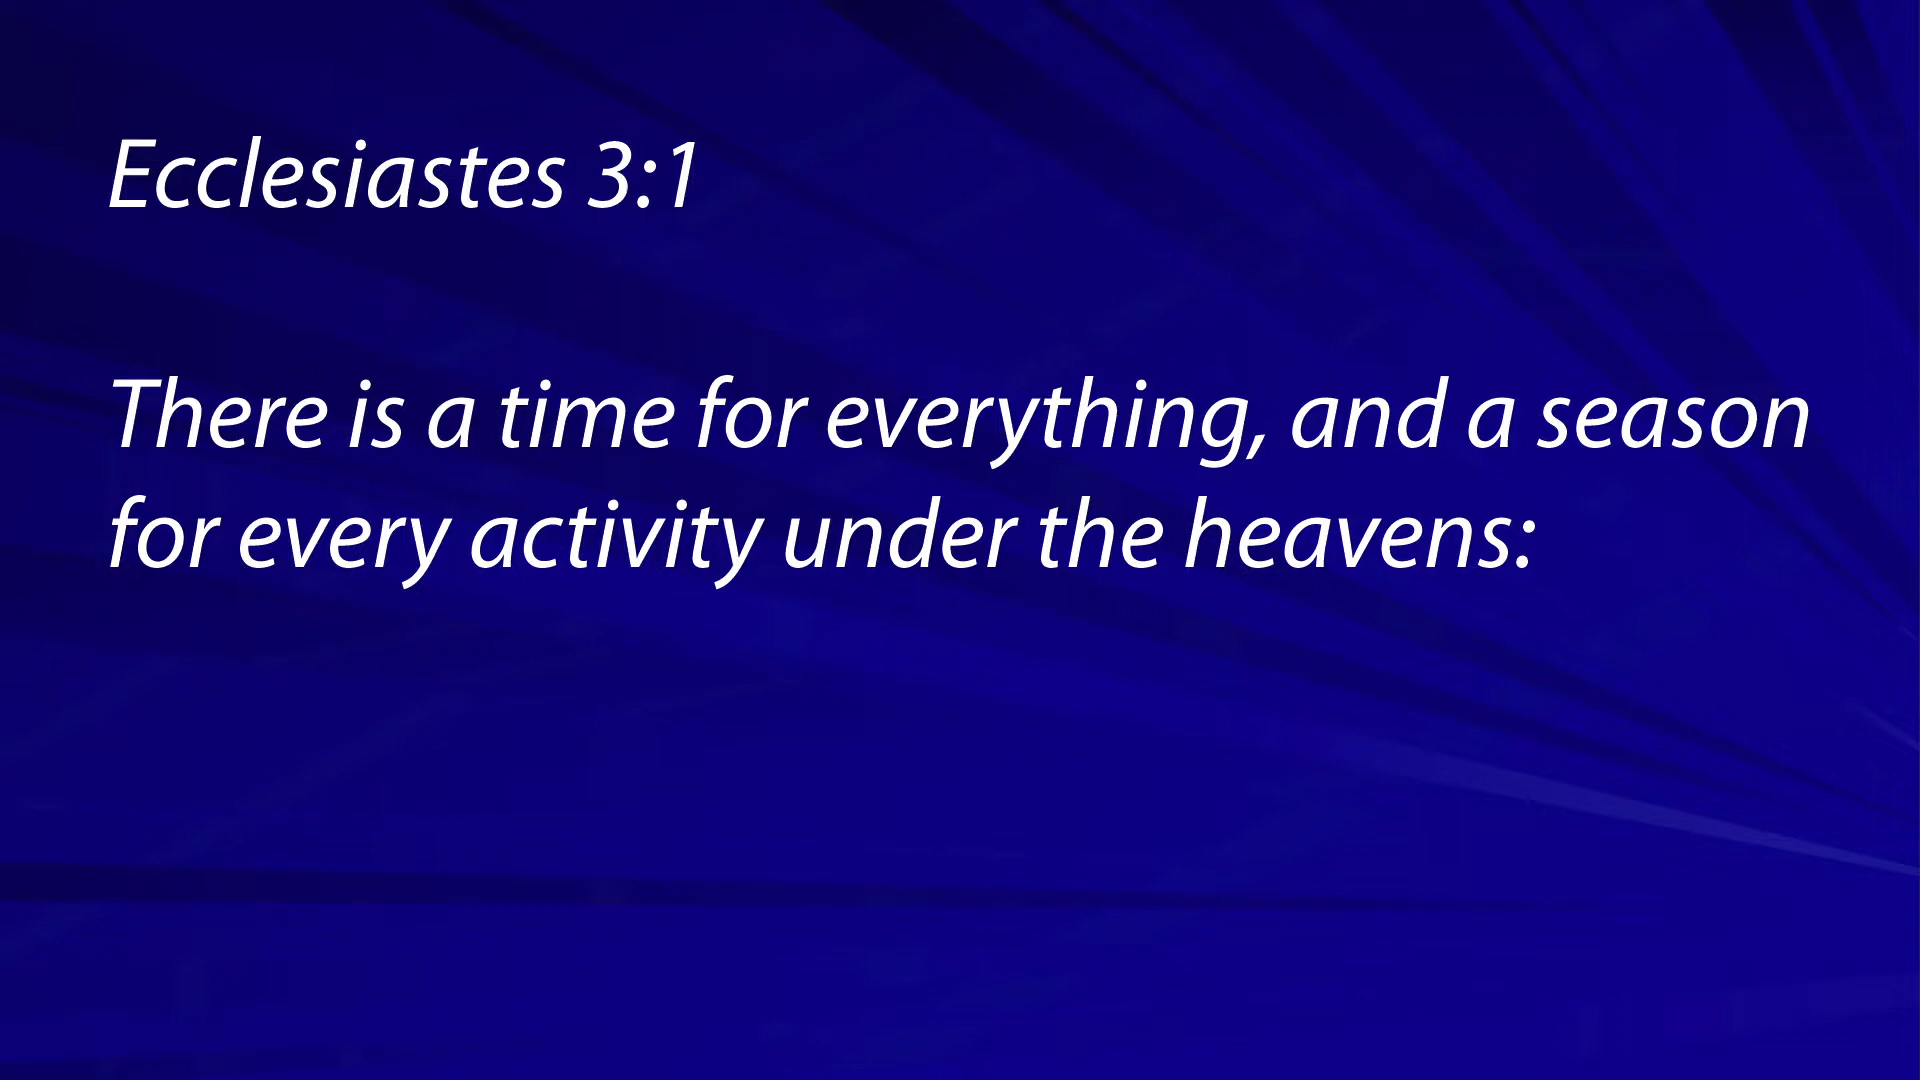 Ecclesiastes 3:1
There is a time for everything, and a season
for every activity under the heavens: